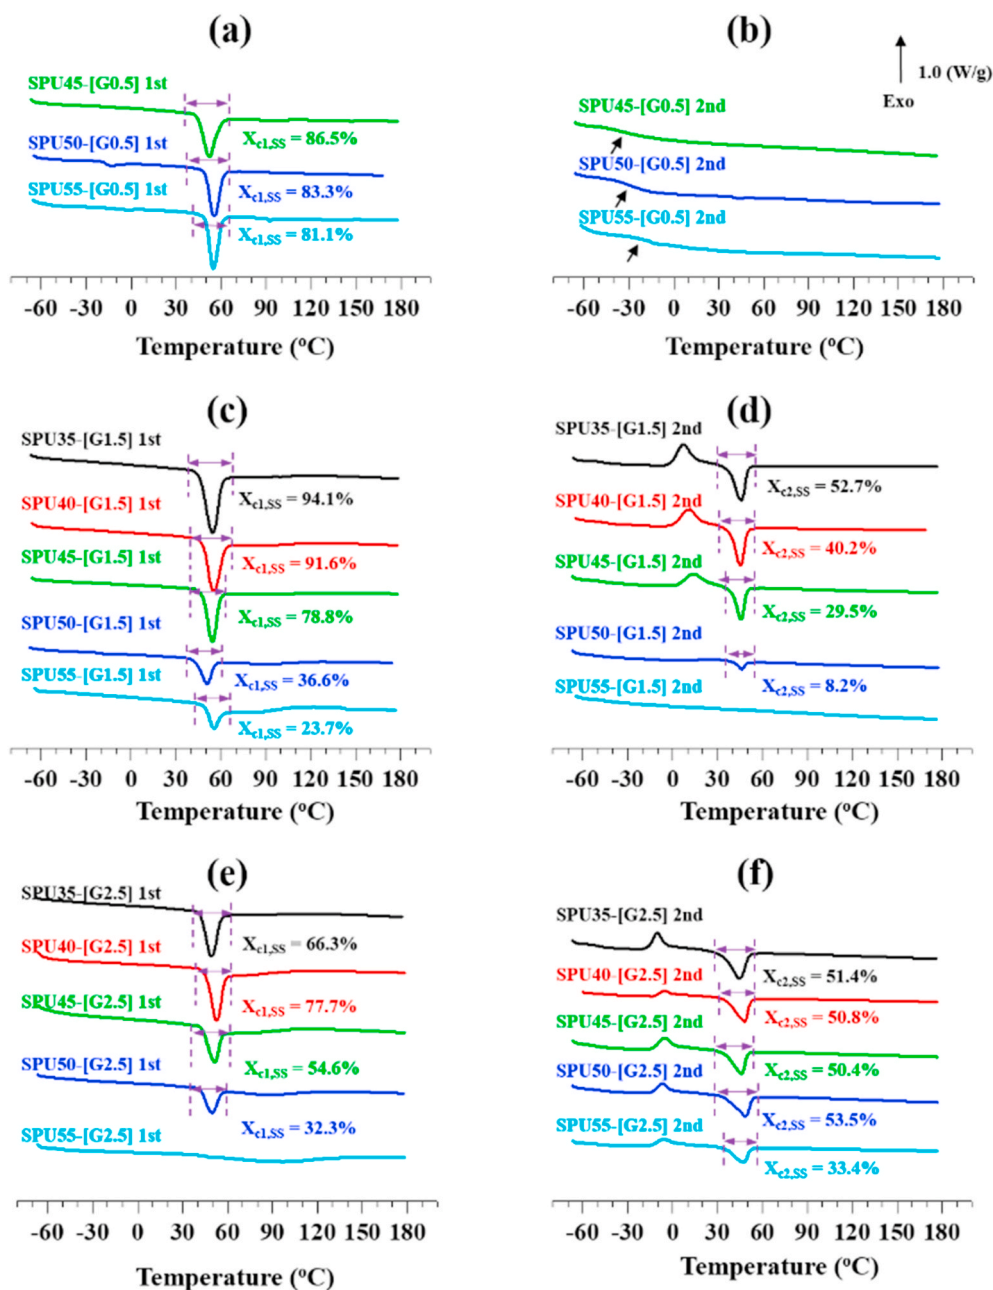 (a)
SPU45-[G0.5] 1st
Xc1,SS = 86.5%
SPU50-[G0.5] 1st
Xc1,SS = 83.3%
SPU55-[G0.5] 1st
Xc1,SS = 81.1%
-60 -30 0 30 60 90 120 150 180
Temperature (°C)
(b)
1.0 (W/g)
Exo
SPU45-[G0.5] 2nd
SPU50-[G0.5] 2nd
SPU55-[G0.5] 2nd
-60 -30 0 30 60 90 120 150 180
Temperature (°C)
(c)
SPU35-[G1.5] 1st
Xc1,SS = 94.1%
SPU40-[G1.5] 1st
Xc1,SS = 91.6%
SPU45-[G1.5] 1st
Xc1,SS = 78.8%
SPU50-[G1.5] 1st
Xc1,SS = 36.6%
SPU55-[G1.5] 1st
Xc1,SS = 23.7%
-60 -30 0 30 60 90 120 150 180
Temperature (°C)
(d)
SPU35-[G1.5] 2nd
Xc2,SS = 52.7%
SPU40-[G1.5] 2nd
Xc2,SS = 40.2%
SPU45-[G1.5] 2nd
Xc2,SS = 29.5%
SPU50-[G1.5] 2nd
Xc2,SS = 8.2%
SPU55-[G1.5] 2nd
-60 -30 0 30 60 90 120 150 180
Temperature (°C)
(e)
SPU35-[G2.5] 1st
Xc1,SS = 66.3%
SPU40-[G2.5] 1st
Xc1,SS = 77.7%
SPU45-[G2.5] 1st
Xc1,SS = 54.6%
SPU50-[G2.5] 1st
Xc1,SS = 32.3%
SPU55-[G2.5] 1st
-60 -30 0 30 60 90 120 150 180
Temperature (°C)
(f)
SPU35-[G2.5] 2nd
Xc2,SS = 51.4%
SPU40-[G2.5] 2nd
Xc2,SS = 50.8%
SPU45-[G2.5] 2nd
Xc2,SS = 50.4%
SPU50-[G2.5] 2nd
Xc2,SS = 53.5%
SPU55-[G2.5] 2nd
Xc2,SS = 33.4%
-60 -30 0 30 60 90 120 150 180
Temperature (°C)